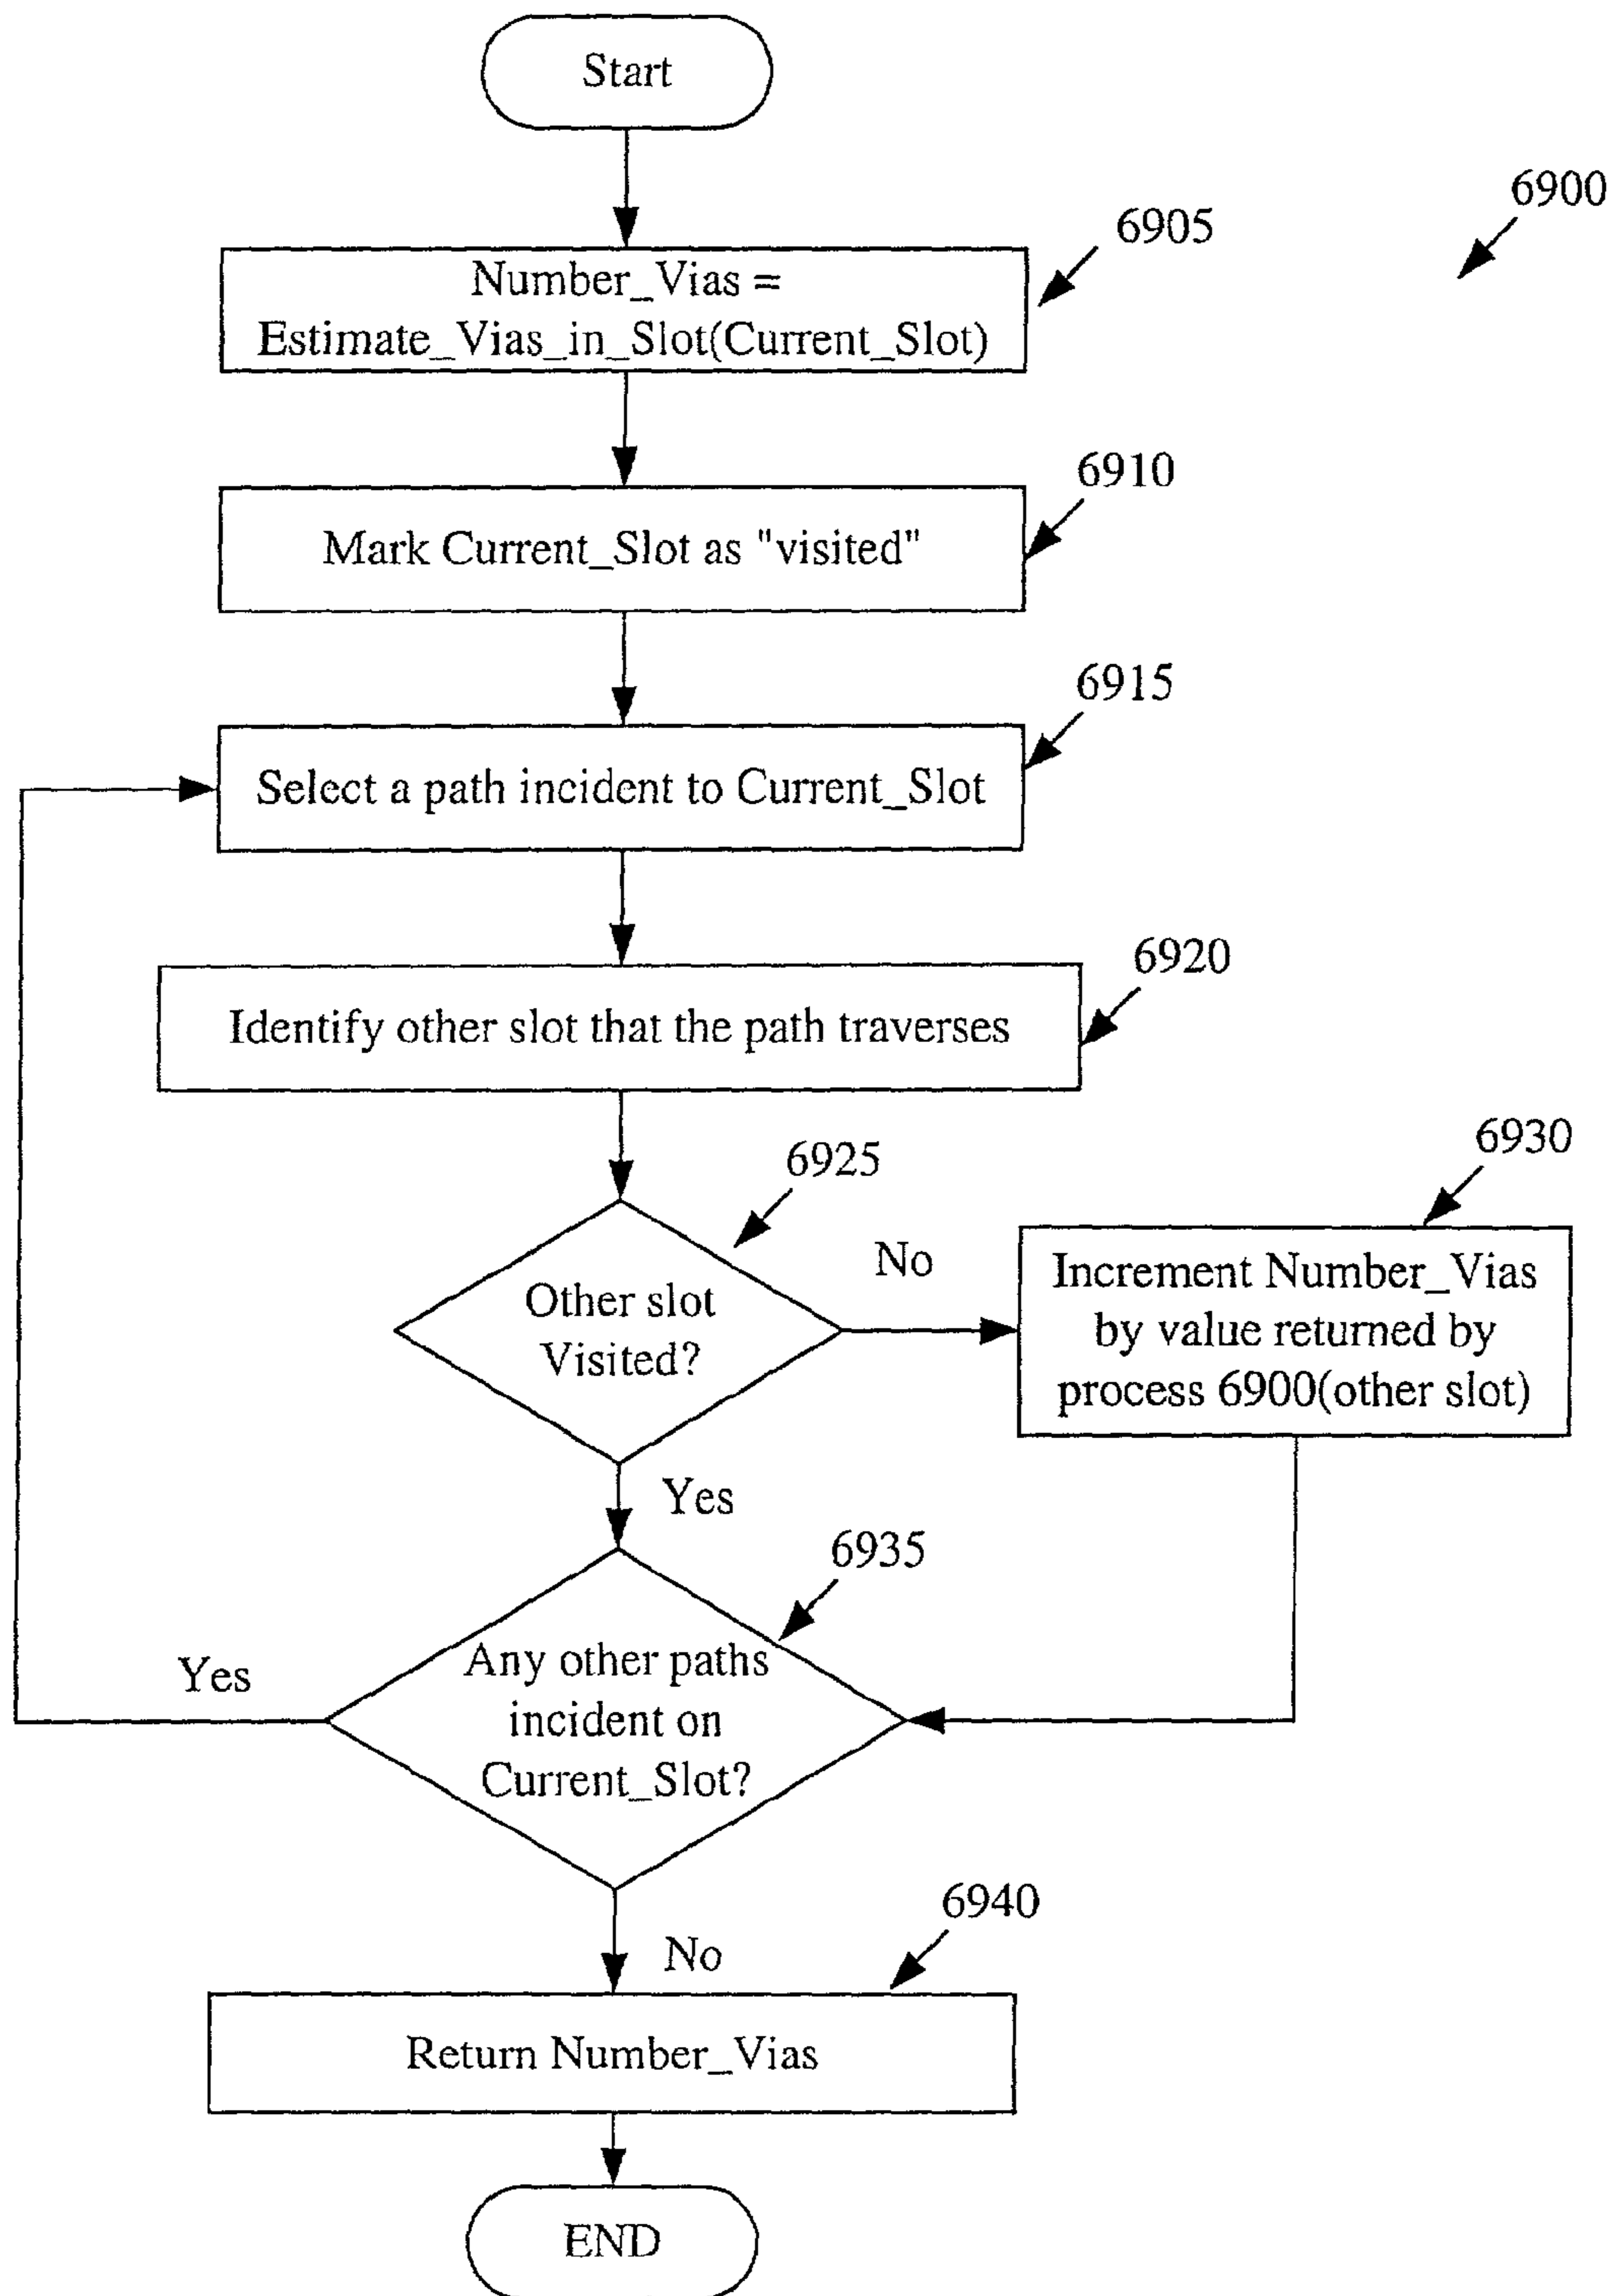 Start
6900
6905
Number_Vias =
Estimate_Vias_in_Slot(Current_Slot)
6910
Mark Current_Slot as "visited"
6915
Select a path incident to Current_Slot
6920
Identify other slot that the path traverses
6925
Other slot
Visited?
No
6930
Increment Number_Vias
by value returned by
process 6900(other slot)
Yes
6935
Any other paths
incident on
Current_Slot?
Yes
No
6940
Return Number_Vias
END